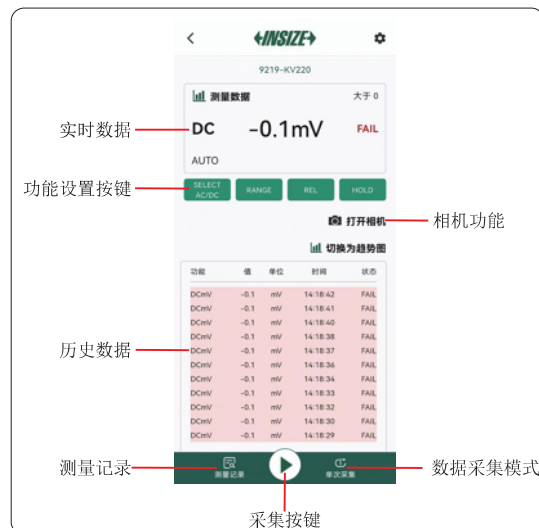 INSIZE
9219-KV220
测量数据
大于 0
实时数据
DC
-0.1mV
FAIL
AUTO
功能设置按键
SELECT
AC/DC
RANGE
REL
HOLD
打开相机
相机功能
切换为趋势图
功能 值 单位 时间 状态
DCmV -0.1 mV 14:18:42 FAIL
DCmV -0.1 mV 14:18:41 FAIL
DCmV -0.1 mV 14:18:40 FAIL
DCmV -0.1 mV 14:18:38 FAIL
历史数据
DCmV -0.1 mV 14:18:37 FAIL
DCmV -0.1 mV 14:18:36 FAIL
DCmV -0.1 mV 14:18:34 FAIL
DCmV -0.1 mV 14:18:33 FAIL
DCmV -0.1 mV 14:18:32 FAIL
DCmV -0.1 mV 14:18:30 FAIL
DCmV -0.1 mV 14:18:29 FAIL
测量记录
测量记录
单次采集
数据采集模式
采集按键